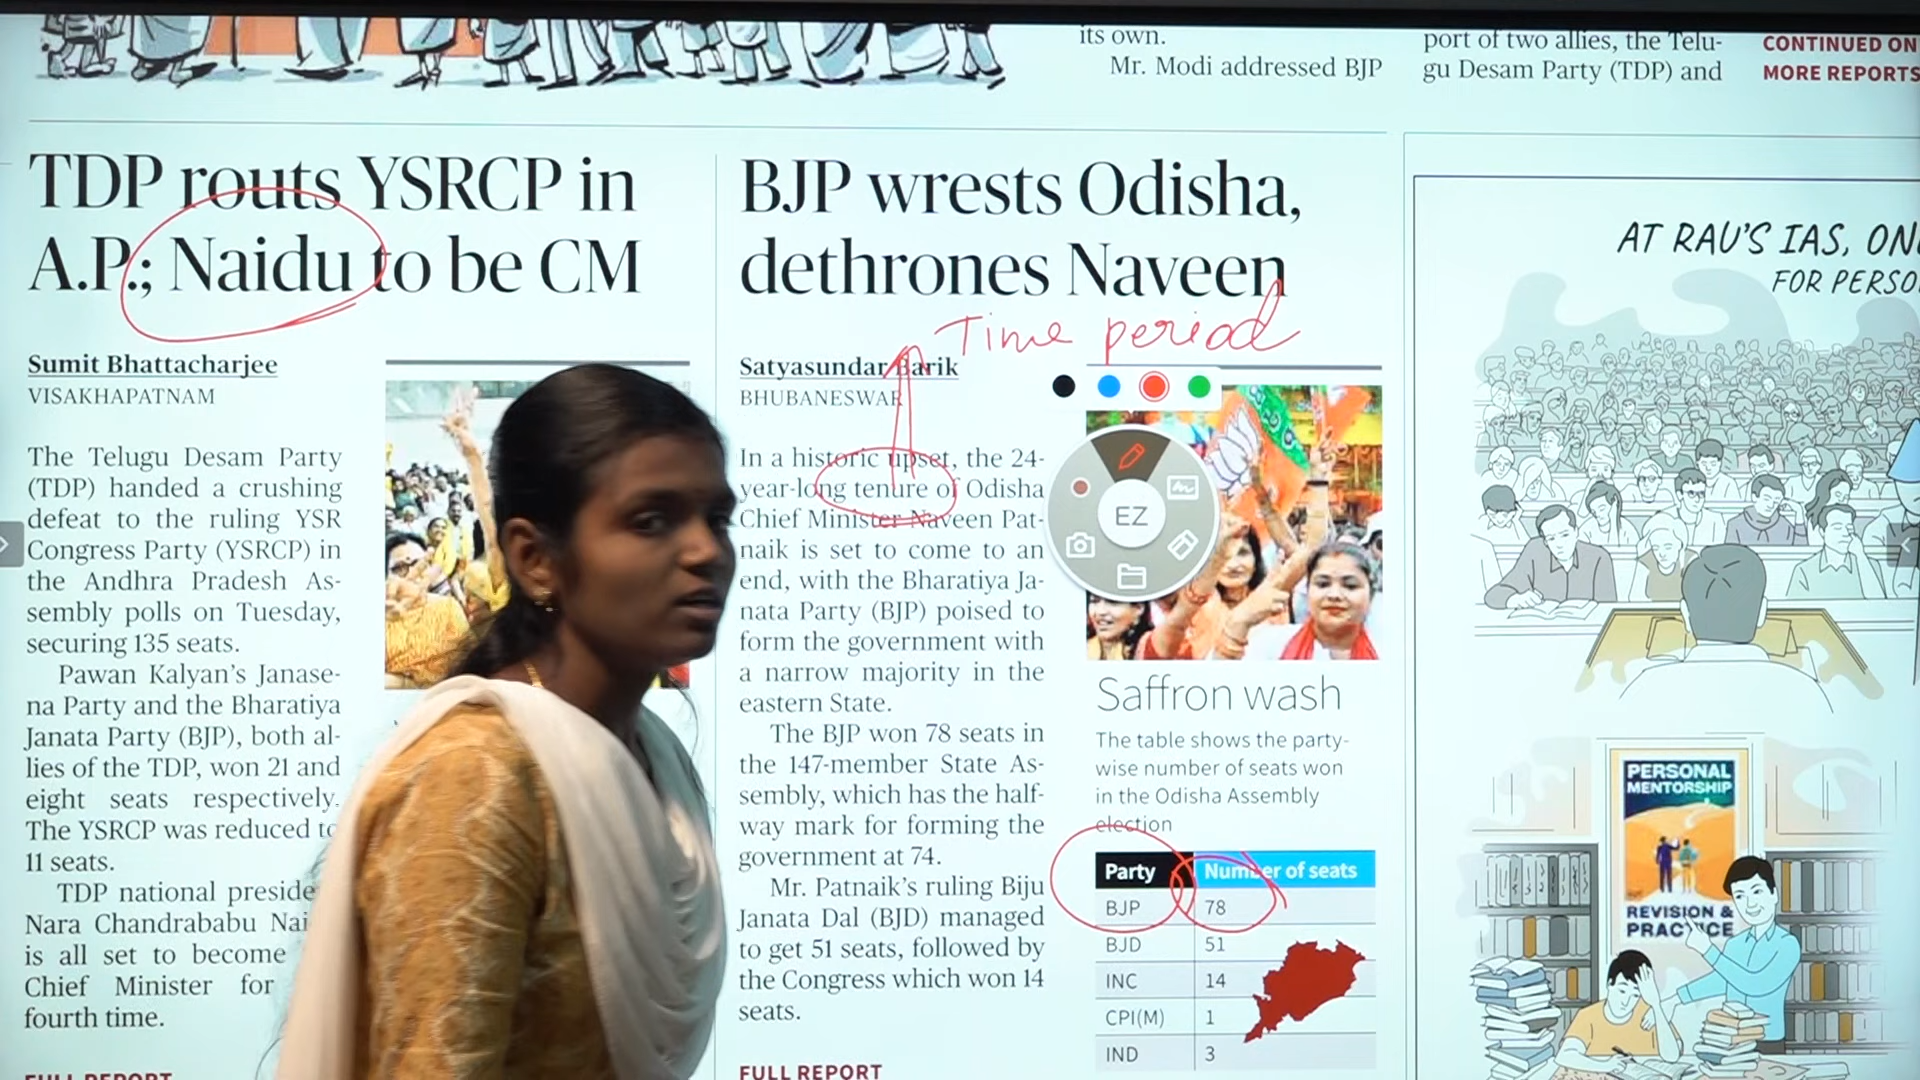 its own.
Mr. Modi addressed BJP
port of two allies, the Telu-
gu Desam Party (TDP) and
CONTINUED ON
MORE REPORTS
TDP routs YSRCP in
A.P.; Naidu to be CM
Sumit Bhattacharjee
VISAKHAPATNAM
The Telugu Desam Party
(TDP) handed a crushing
defeat to the ruling YSR
Congress Party (YSRCP) in
the Andhra Pradesh As-
sembly polls on Tuesday,
securing 135 seats.
Pawan Kalyan's Janase-
na Party and the Bharatiya
Janata Party (BJP), both al-
lies of the TDP, won 21 and
eight seats respectively.
The YSRCP was reduced to
11 seats.
TDP national preside
Nara Chandrababu Nai
is all set to become
Chief Minister for
fourth time.
FULL REPORT
BJP wrests Odisha,
dethrones Naveen
Time period
Satyasundar Barik
BHUBANESWAR
In a historic upset, the 24-
year-long tenure of Odisha
Chief Minister Naveen Pat-
naik is set to come to an
end, with the Bharatiya Ja-
nata Party (BJP) poised to
form the government with
a narrow majority in the
eastern State.
The BJP won 78 seats in
the 147-member State As-
sembly, which has the half-
way mark for forming the
government at 74.
Mr. Patnaik's ruling Biju
Janata Dal (BJD) managed
to get 51 seats, followed by
the Congress which won 14
seats.
FULL REPORT
EZ
Saffron wash
The table shows the party-
wise number of seats won
in the Odisha Assembly
election
Party Number of seats
BJP 78
BJD 51
INC 14
CPI(M) 1
IND 3
AT RAU'S IAS, ON
FOR PERSO
PERSONAL
MENTORSHIP
REVISION &
PRACTICE